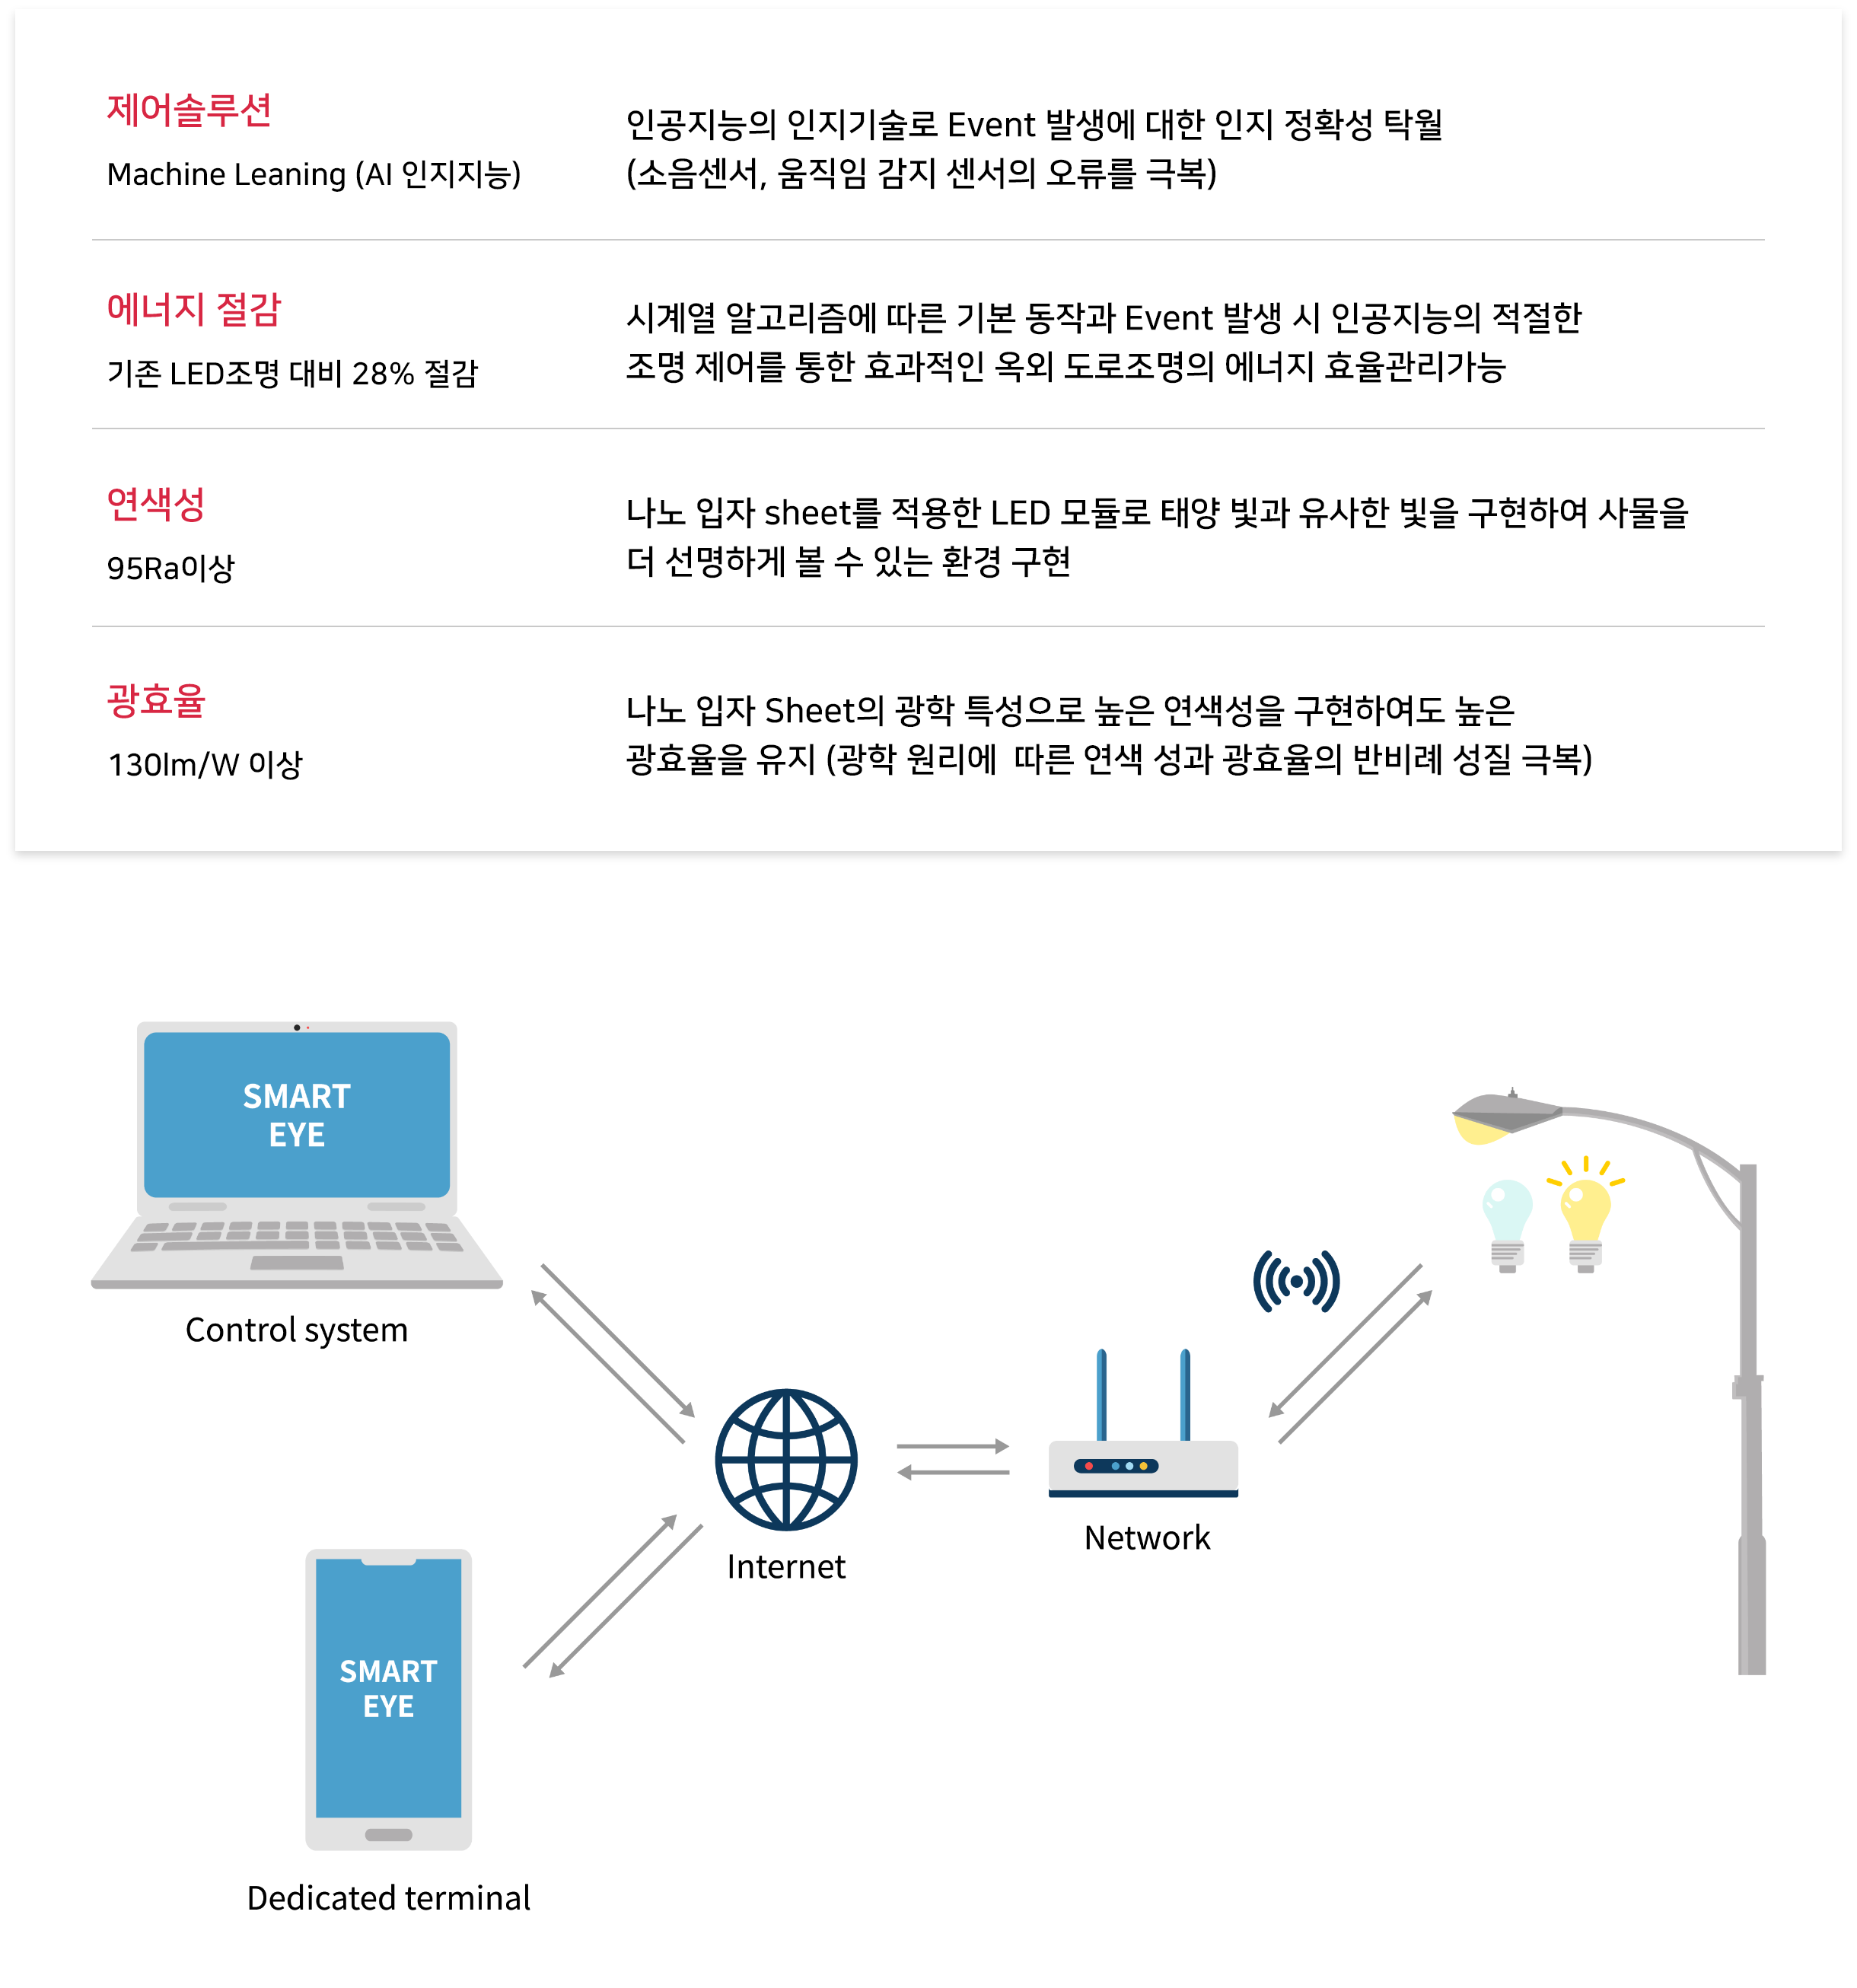 제어솔루션
Machine Leaning (AI 인지지능)
인공지능의 인지기술로 Event 발생에 대한 인지 정확성 탁월
(소음센서, 움직임 감지 센서의 오류를 극복)
에너지 절감
기존 LED조명 대비 28% 절감
시계열 알고리즘에 따른 기본 동작과 Event 발생 시 인공지능의 적절한
조명 제어를 통한 효과적인 옥외 도로조명의 에너지 효율관리가능
연색성
95Ra이상
나노 입자 sheet를 적용한 LED 모듈로 태양 빛과 유사한 빛을 구현하여 사물을
더 선명하게 볼 수 있는 환경 구현
광효율
130lm/W 이상
나노 입자 Sheet의 광학 특성으로 높은 연색성을 구현하여도 높은
광효율을 유지 (광학 원리에  따른 연색 성과 광효율의 반비례 성질 극복)
SMART
EYE
Control system
Internet
Network
SMART
EYE
Dedicated terminal